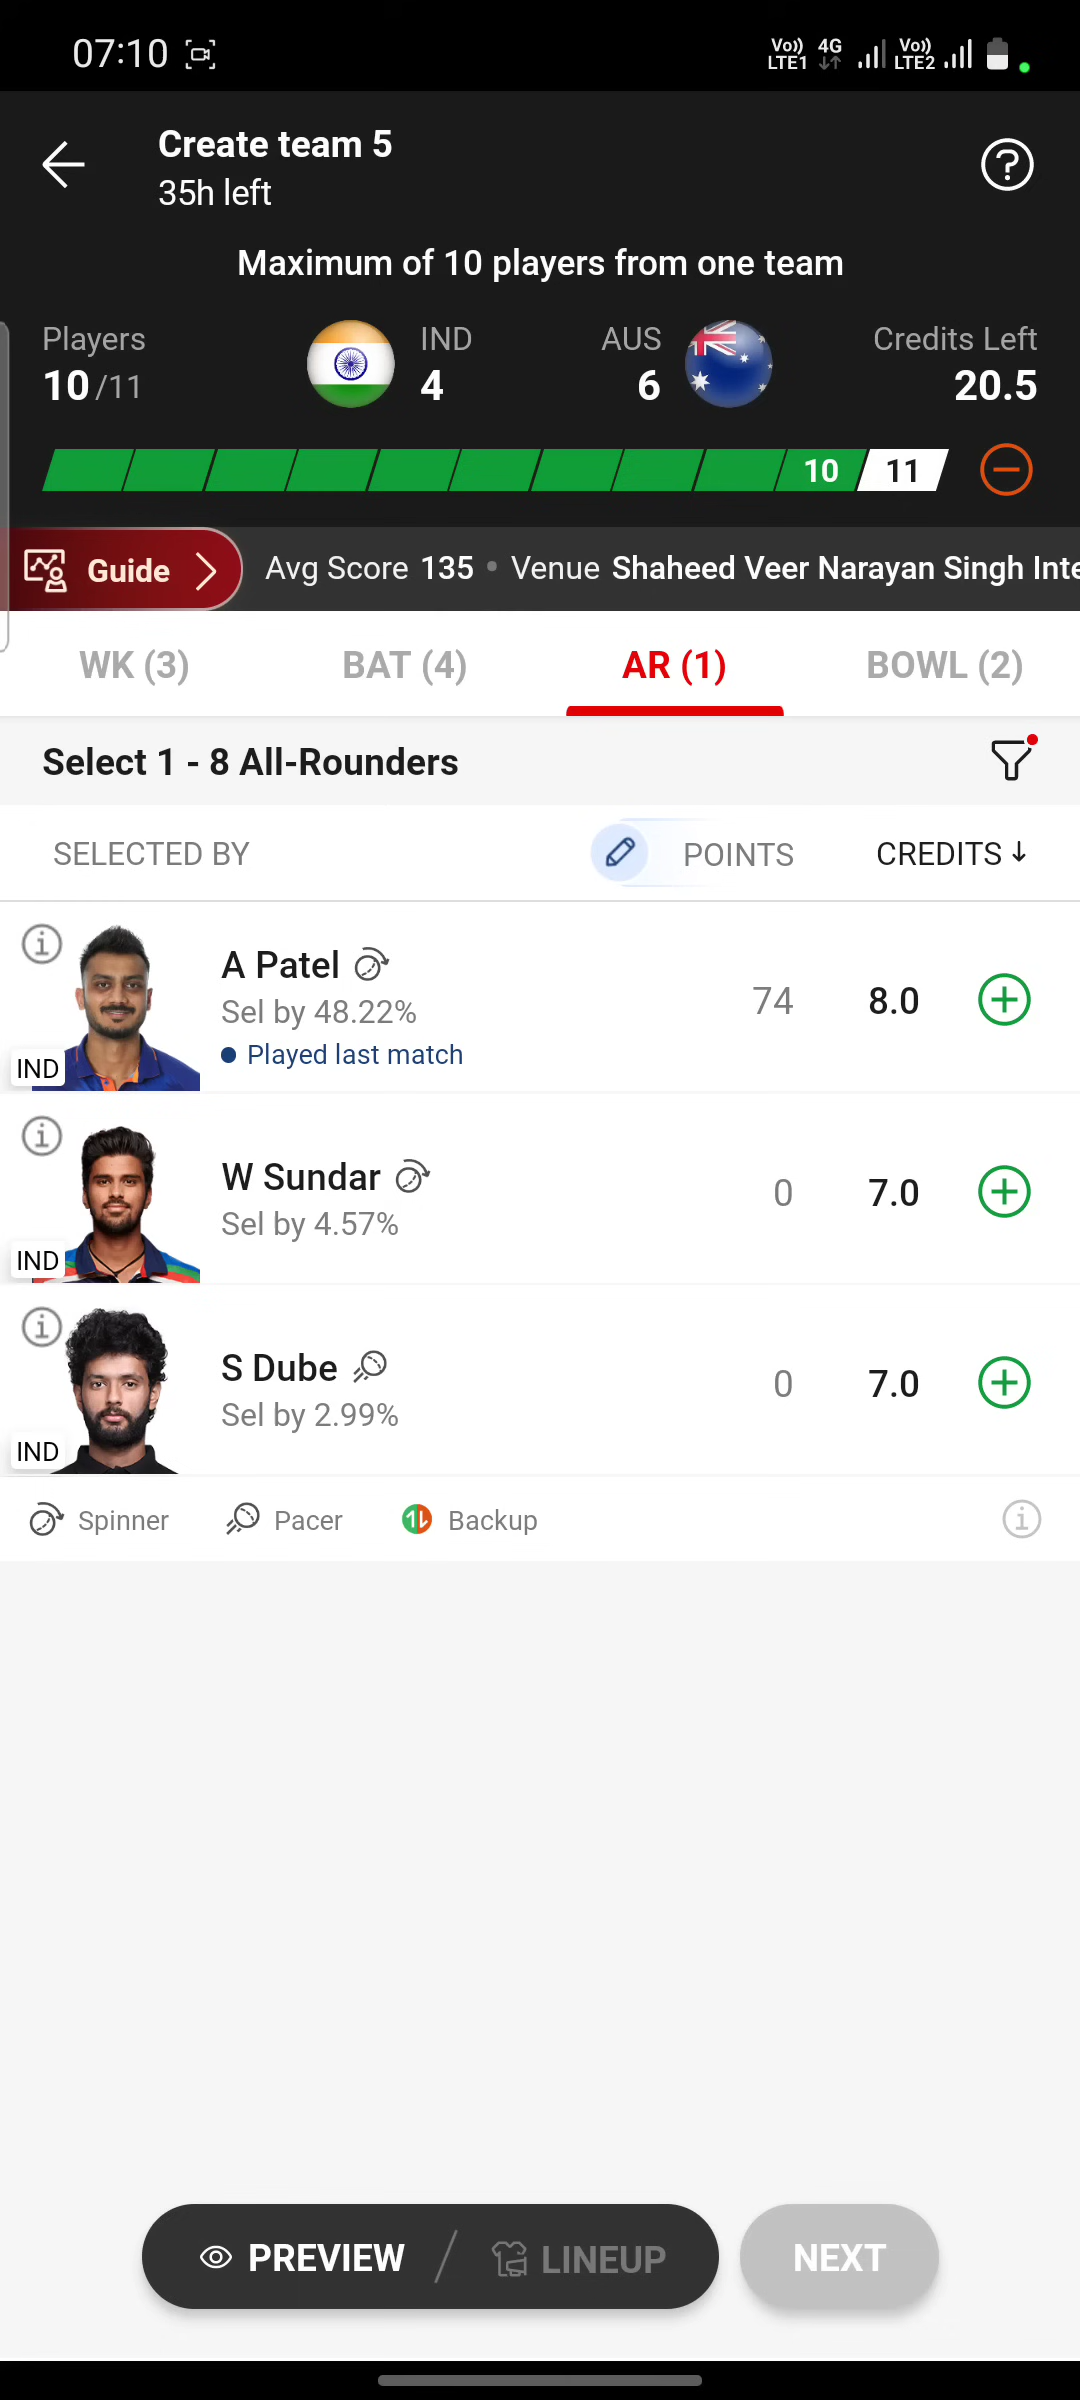 07:10
Vo)) LTE1 4G Vo)) LTE2
Create team 5
35h left
Maximum of 10 players from one team
Players
10/11
IND
4
AUS
6
Credits Left
20.5
10 11
Guide
Avg Score 135 • Venue Shaheed Veer Narayan Singh Inte
WK (3) BAT (4) AR (1) BOWL (2)
Select 1 - 8 All-Rounders
SELECTED BY POINTS CREDITS
A Patel
Sel by 48.22%
Played last match
IND
74 8.0
W Sundar
Sel by 4.57%
IND
0 7.0
S Dube
Sel by 2.99%
IND
0 7.0
Spinner Pacer Backup
PREVIEW LINEUP NEXT